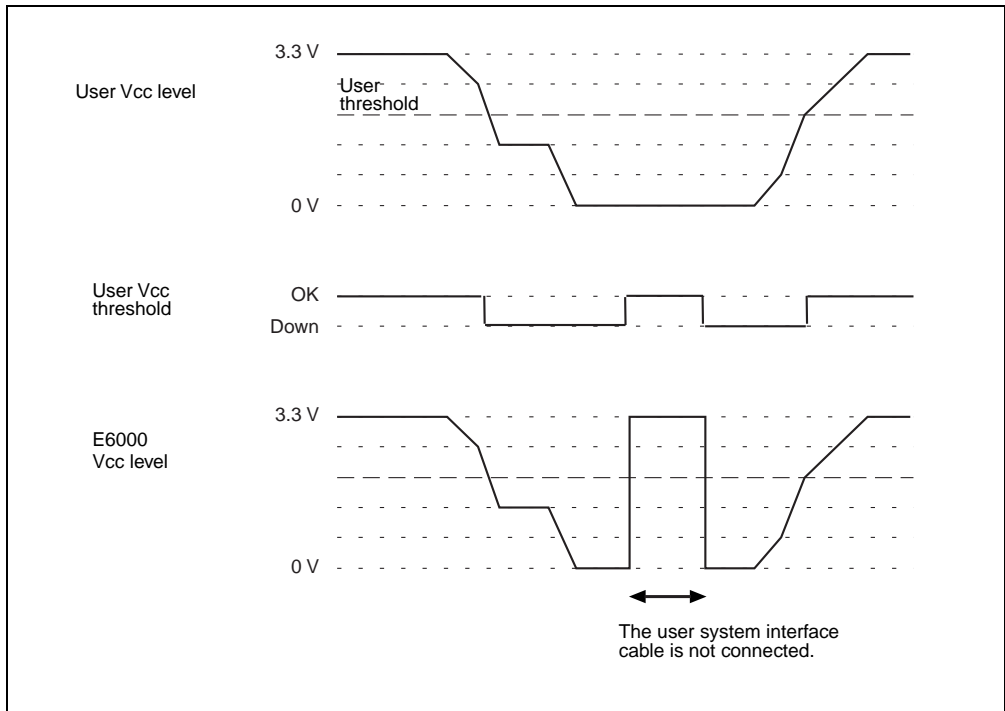 3.3 V
User Vcc level
User
threshold
0 V
User Vcc
threshold
OK
Down
3.3 V
E6000
Vcc level
0 V
The user system interface
cable is not connected.